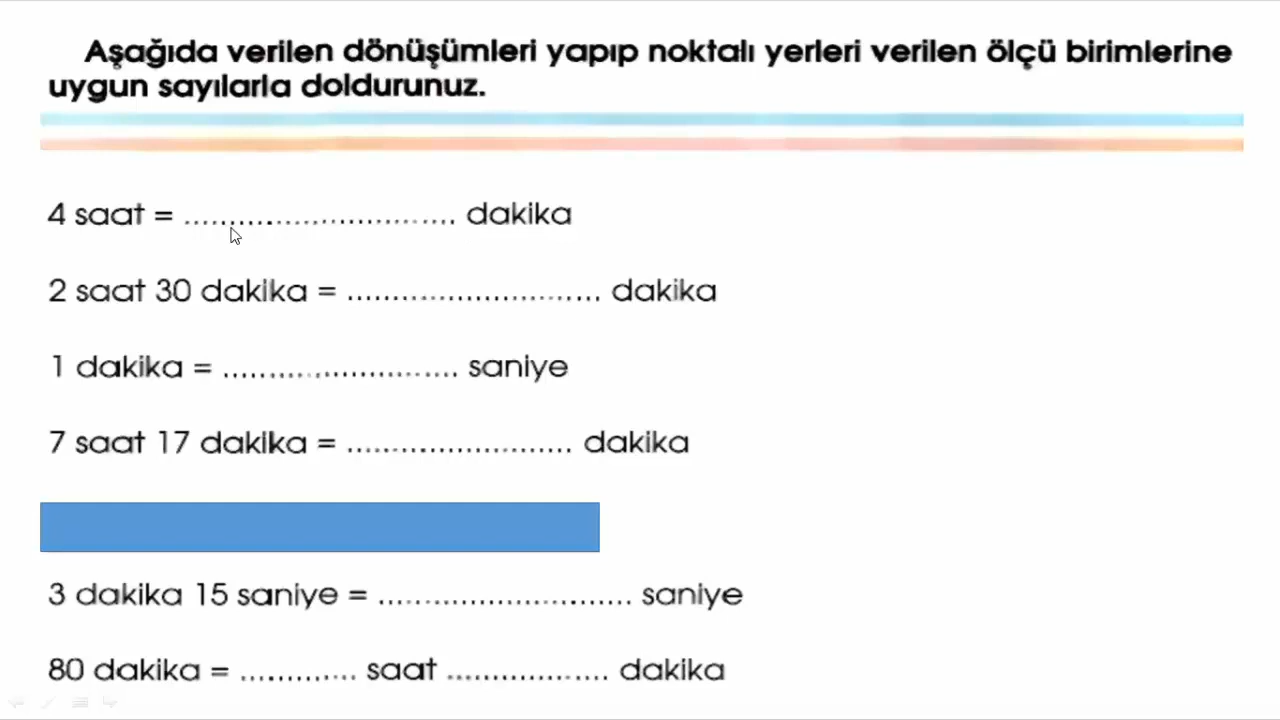 Aşağıda verilen dönüşümleri yapıp noktalı yerleri verilen ölçü birimlerine
uygun sayılarla doldurunuz.
4 saat = .............................. dakika
2 saat 30 dakika = ............................ dakika
1 dakika = .......................... saniye
7 saat 17 dakika = ......................... dakika
3 dakika 15 saniye = ............................ saniye
80 dakika = ............. saat .................. dakika